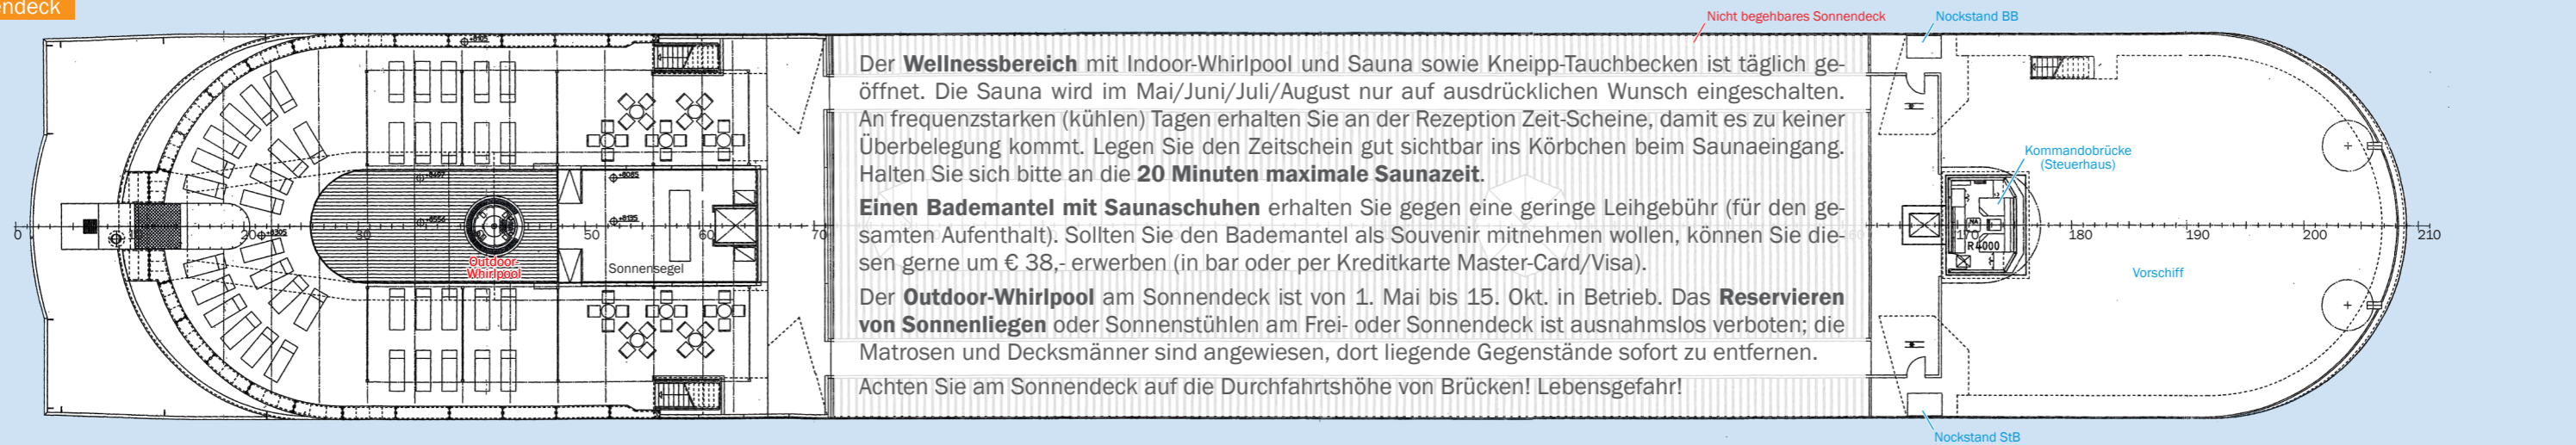 endeck
Nicht begehbares Sonnendeck
Nockstand BB
Der Wellnessbereich mit Indoor-Whirlpool und Sauna sowie Kneipp-Tauchbecken ist täglich ge-
öffnet. Die Sauna wird im Mai/Juni/Juli/August nur auf ausdrücklichen Wunsch eingeschalten.
An frequenzstarken (kühlen) Tagen erhalten Sie an der Rezeption Zeit-Scheine, damit es zu keiner
Überbelegung kommt. Legen Sie den Zeitschein gut sichtbar ins Körbchen beim Saunaeingang.
Halten Sie sich bitte an die 20 Minuten maximale Saunazeit.
Einen Bademantel mit Saunaschuhen erhalten Sie gegen eine geringe Leihgebühr (für den ge-
samten Aufenthalt). Sollten Sie den Bademantel als Souvenir mitnehmen wollen, können Sie die-
sen gerne um € 38,- erwerben (in bar oder per Kreditkarte Master-Card/Visa).
Der Outdoor-Whirlpool am Sonnendeck ist von 1. Mai bis 15. Okt. in Betrieb. Das Reservieren
von Sonnenliegen oder Sonnenstühlen am Frei- oder Sonnendeck ist ausnahmslos verboten; die
Matrosen und Decksmänner sind angewiesen, dort liegende Gegenstände sofort zu entfernen.
Achten Sie am Sonnendeck auf die Durchfahrtshöhe von Brücken! Lebensgefahr!
Kommandobrücke
(Steuerhaus)
0 20 30 50 60 70 170 180 190 200 210
R4000
Outdoor-
Whirlpool
Sonnensegel
Vorschiff
Nockstand StB